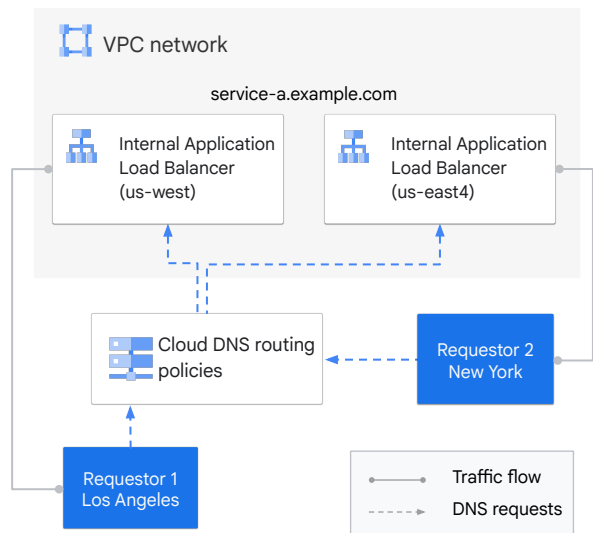 VPC network
service-a.example.com
Internal Application
Load Balancer
(us-west)
Internal Application
Load Balancer
(us-east4)
Cloud DNS routing
policies
Requestor 2
New York
Requestor 1
Los Angeles
Traffic flow
DNS requests